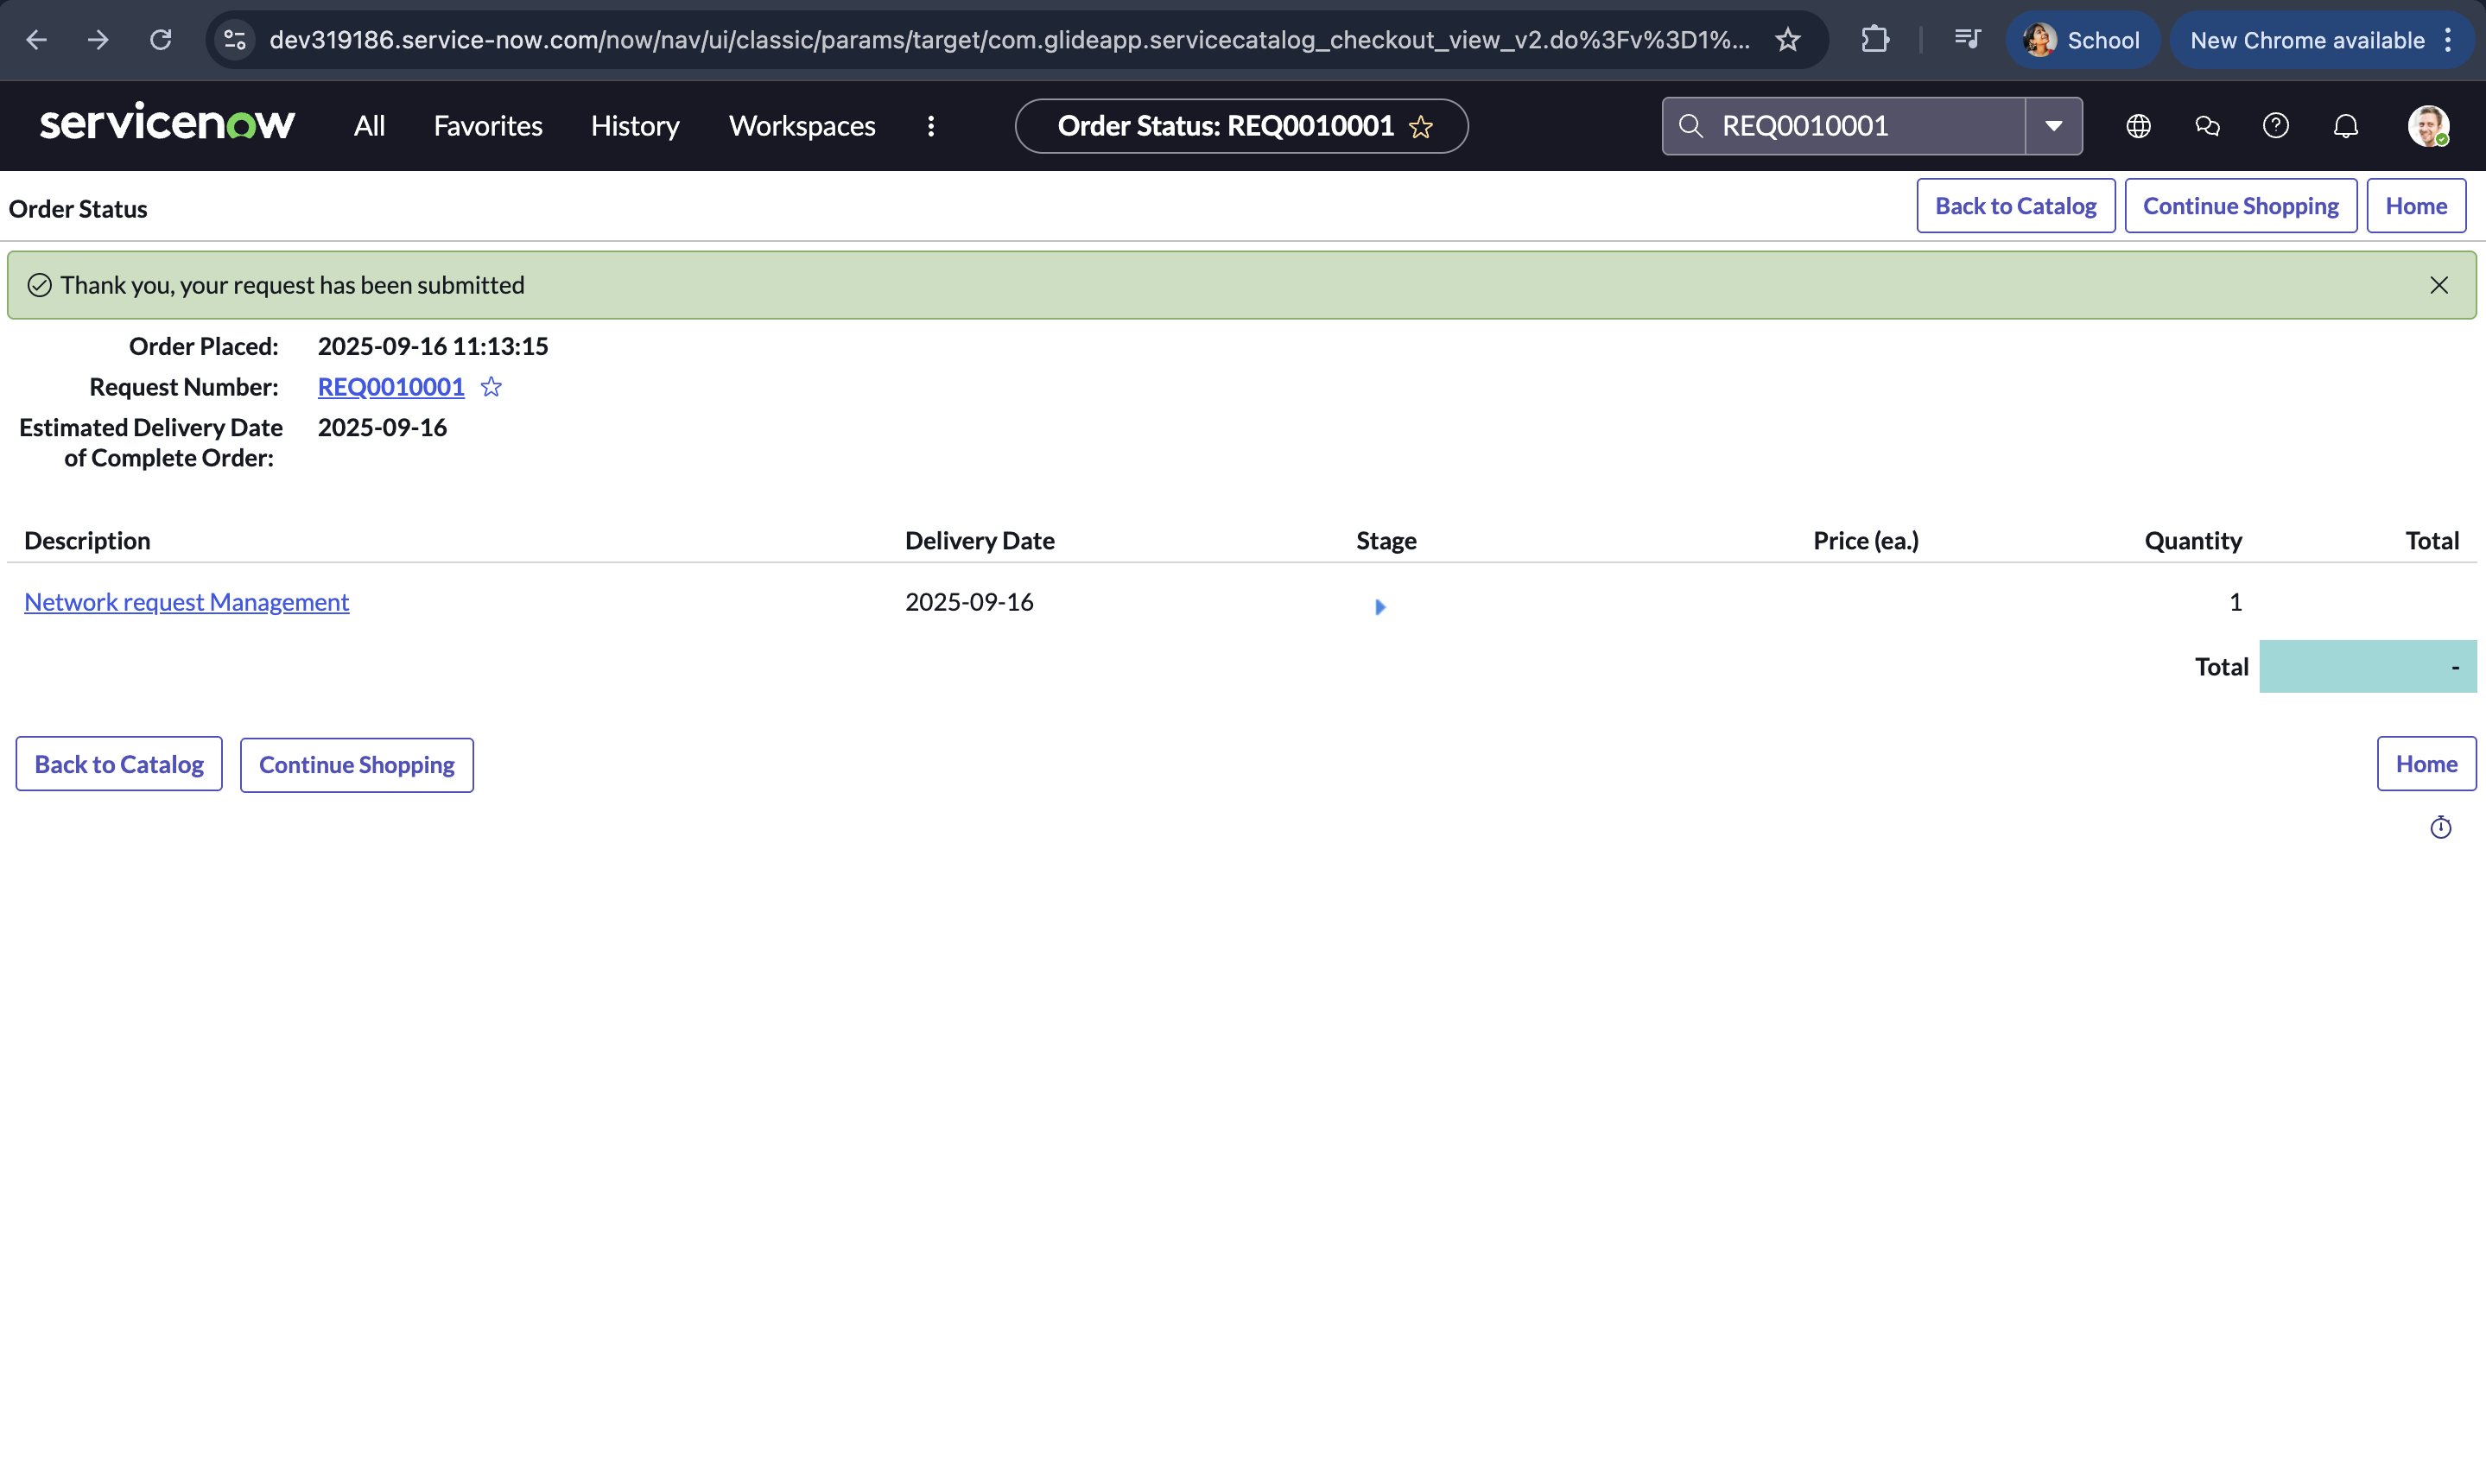 dev319186.service-now.com/now/nav/ui/classic/params/target/com.glideapp.servicecatalog_checkout_view_v2.do%3Fv%3D1%...
School
New Chrome available
servicenow
All
Favorites
History
Workspaces
Order Status: REQ0010001
REQ0010001
Order Status
Back to Catalog
Continue Shopping
Home
Thank you, your request has been submitted
Order Placed: 2025-09-16 11:13:15
Request Number: REQ0010001
Estimated Delivery Date 2025-09-16
of Complete Order:
Description Delivery Date Stage Price (ea.) Quantity Total
Network request Management 2025-09-16 1
Total -
Back to Catalog
Continue Shopping
Home